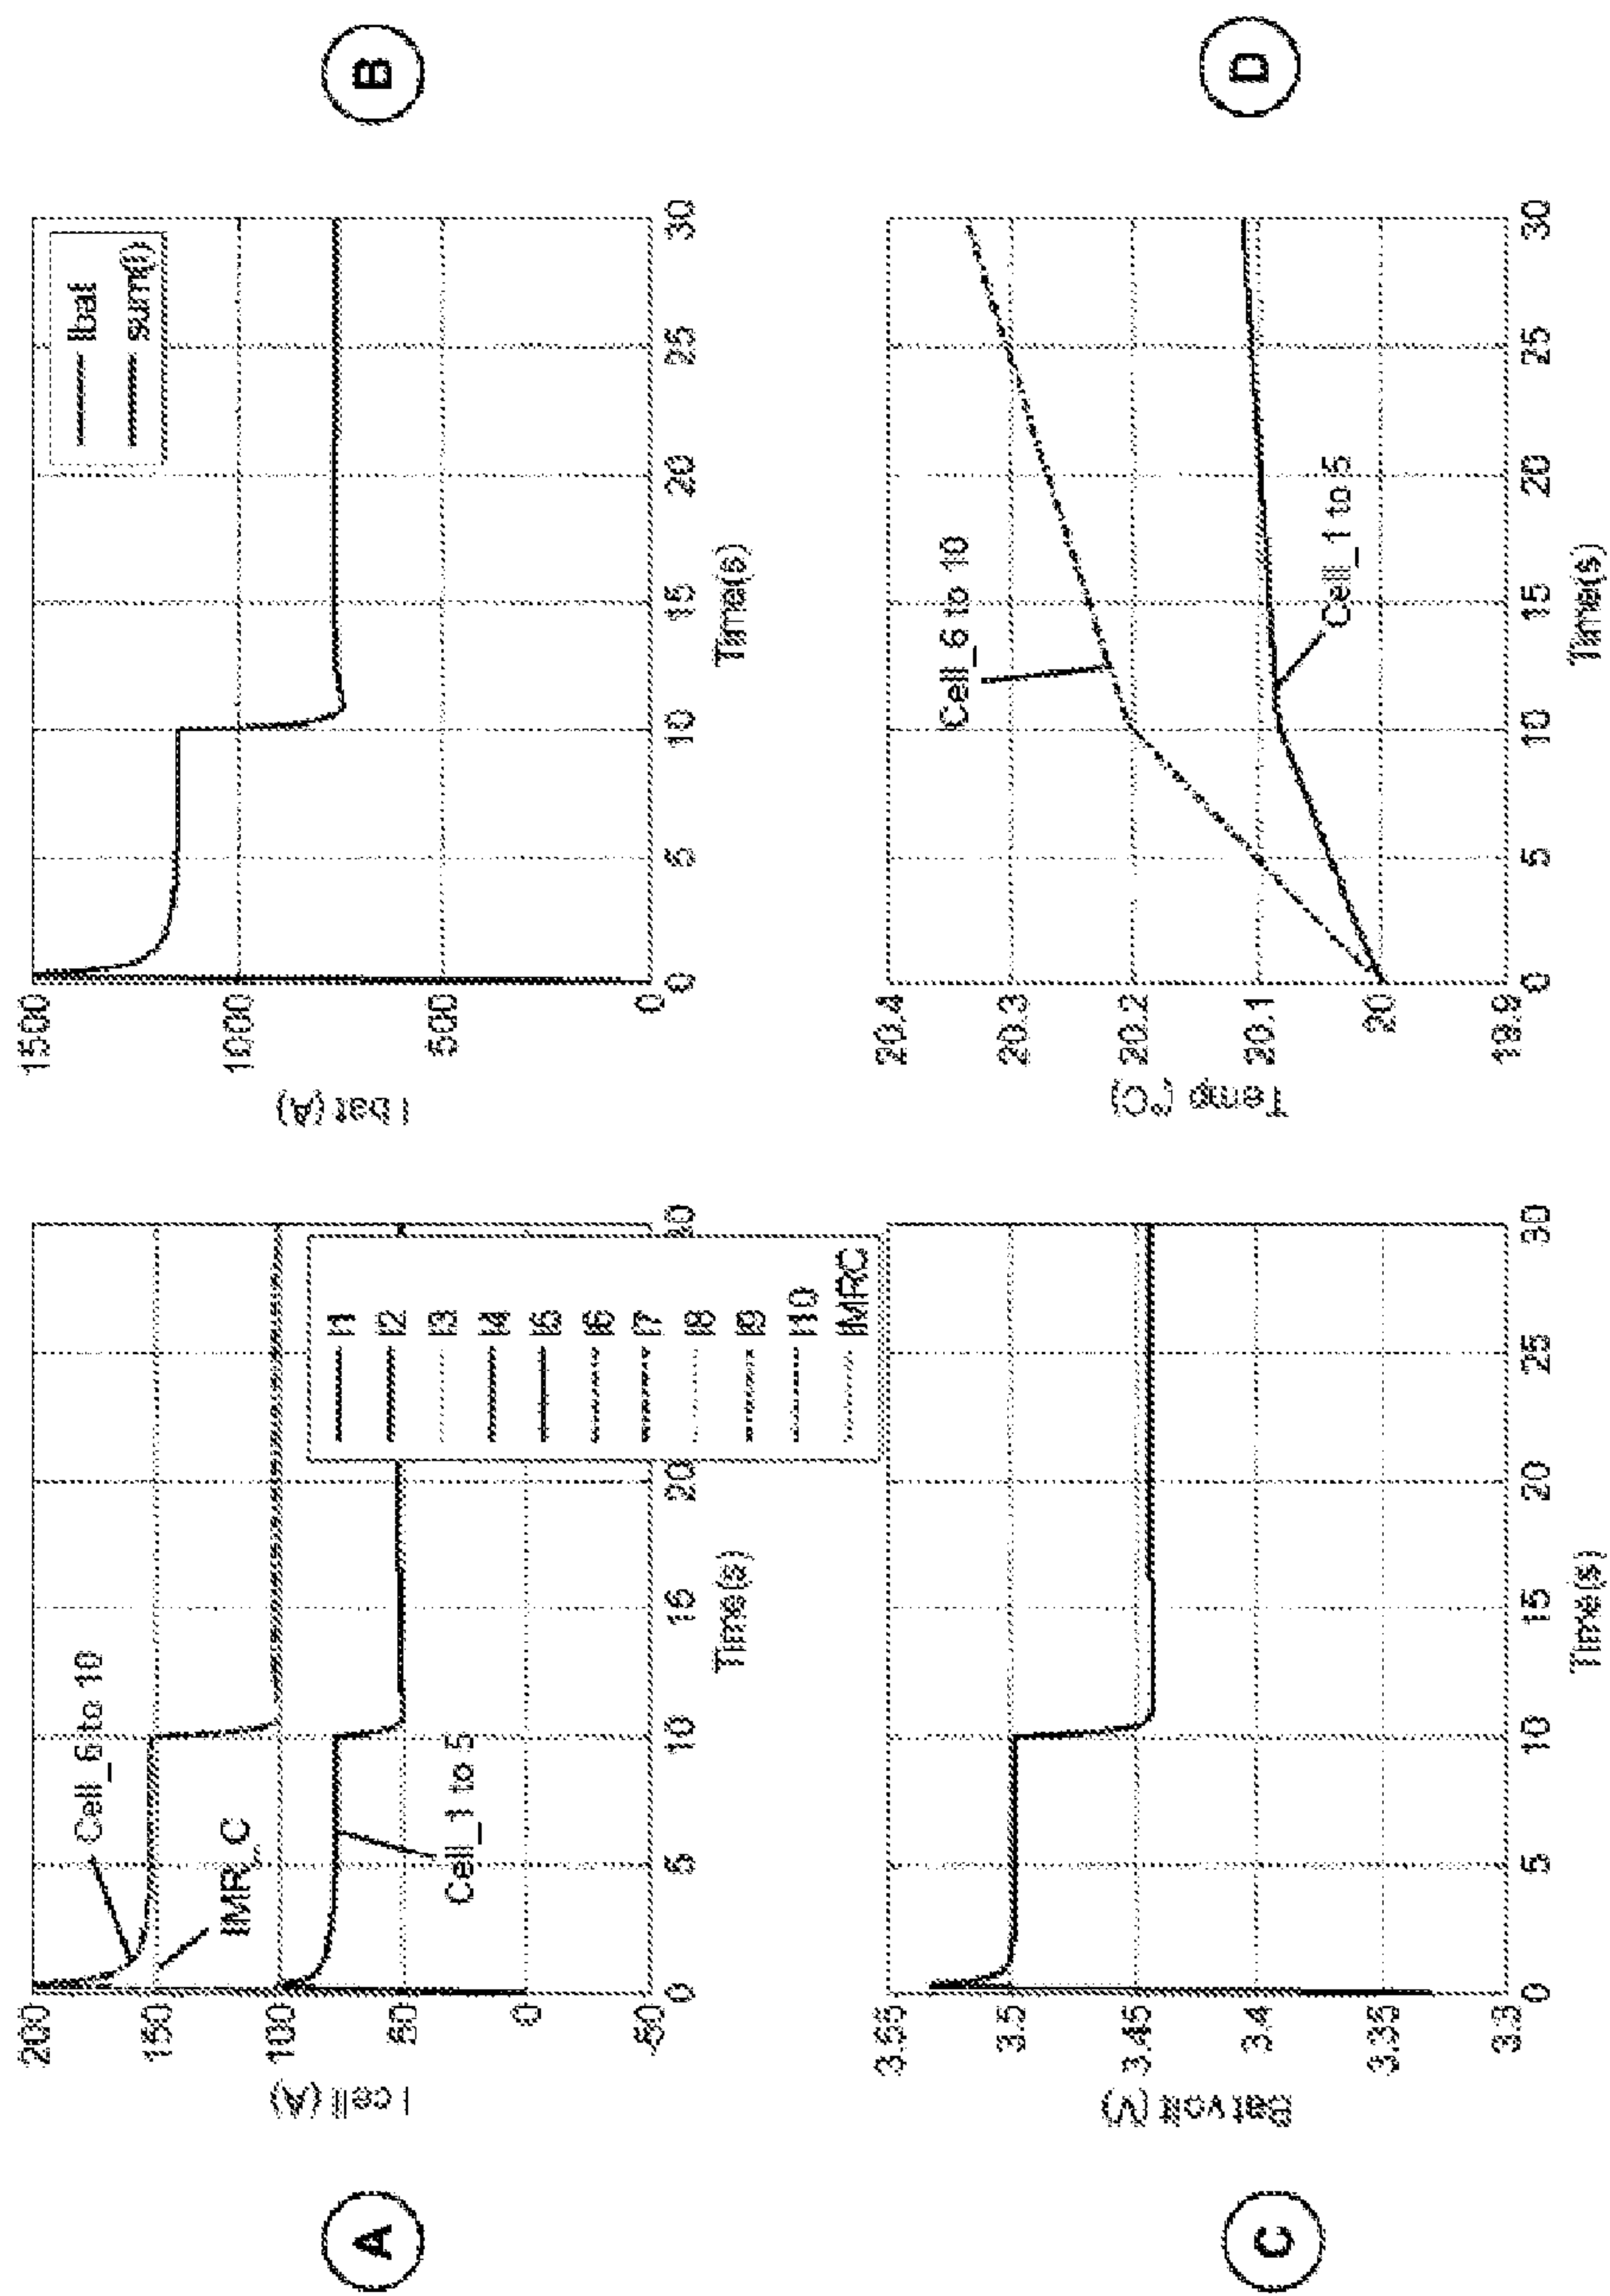 A
I cell (A)
200
150
100
50
0
-50
0
5
10
15
20
30
Time(s)
Cell_6 to 10
IMR_C
Cell_1 to 5
I1
I2
I3
I4
I5
I6
I7
I8
I9
I10
IMRC
B
I bat (A)
1500
1000
500
0
0
5
10
15
20
25
30
Time(s)
Ibat
sum(I)
C
Bat volt (V)
3.55
3.5
3.45
3.4
3.35
3.3
0
5
10
15
20
25
30
Time(s)
D
Temp (°C)
20.4
20.3
20.2
20.1
20
19.9
0
5
10
15
20
25
30
Time(s)
Cell_6 to 10
Cell_1 to 5